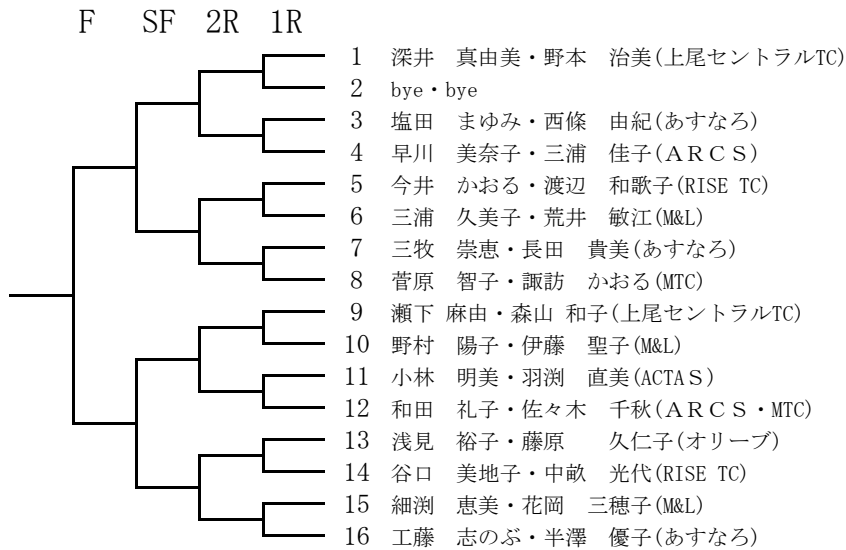 F SF 2R 1R
1 深井 真由美・野本 治美(上尾セントラルTC)
2 bye・bye
3 塩田 まゆみ・西條 由紀(あすなろ)
4 早川 美奈子・三浦 佳子(ＡＲＣＳ)
5 今井 かおる・渡辺 和歌子(RISE TC)
6 三浦 久美子・荒井 敏江(M&L)
7 三牧 崇恵・長田 貴美(あすなろ)
8 菅原 智子・諏訪 かおる(MTC)
9 瀬下 麻由・森山 和子(上尾セントラルTC)
10 野村 陽子・伊藤 聖子(M&L)
11 小林 明美・羽渕 直美(ACTAＳ)
12 和田 礼子・佐々木 千秋(ＡＲＣＳ・MTC)
13 浅見 裕子・藤原 久仁子(オリーブ)
14 谷口 美地子・中畝 光代(RISE TC)
15 細渕 恵美・花岡 三穂子(M&L)
16 工藤 志のぶ・半澤 優子(あすなろ)